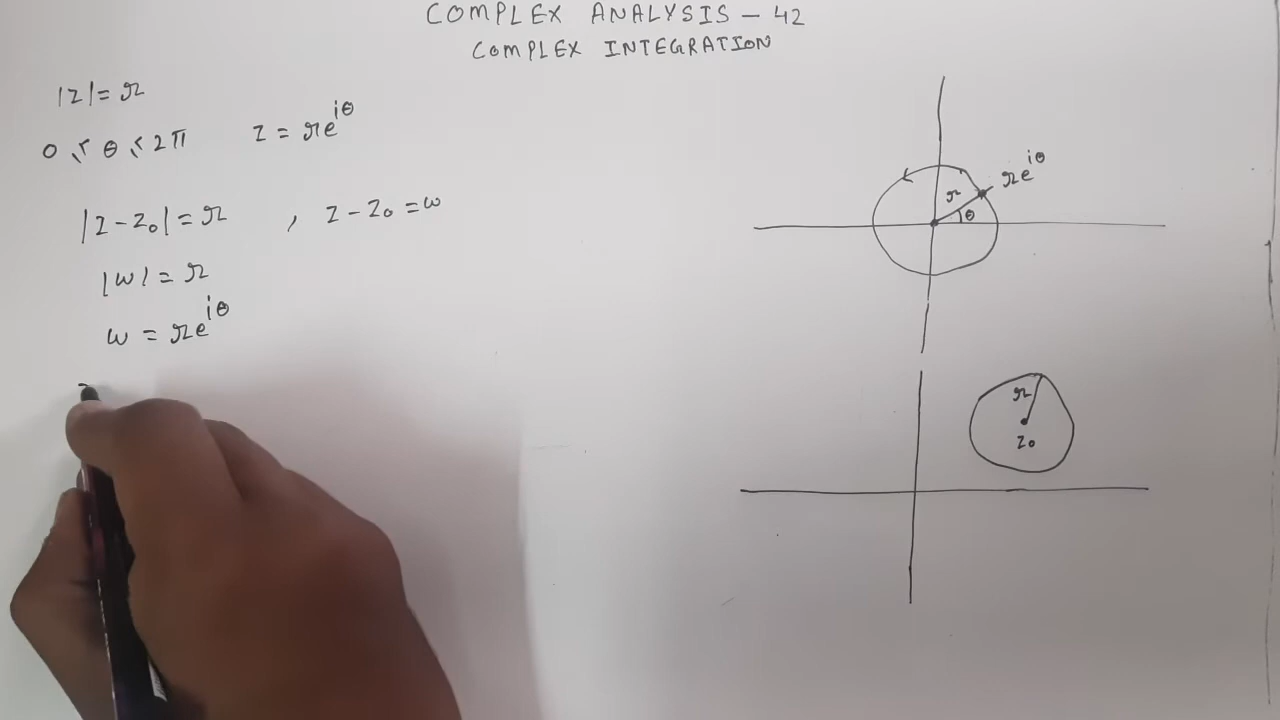 COMPLEX ANALYSIS – 42
COMPLEX INTEGRATION
|z| = r
0 ≤ θ ≤ 2π z = re^{iθ}
|z - z₀| = r , z - z₀ = ω
|ω| = r
ω = re^{iθ}
re^{iθ}
r
θ
r
z₀